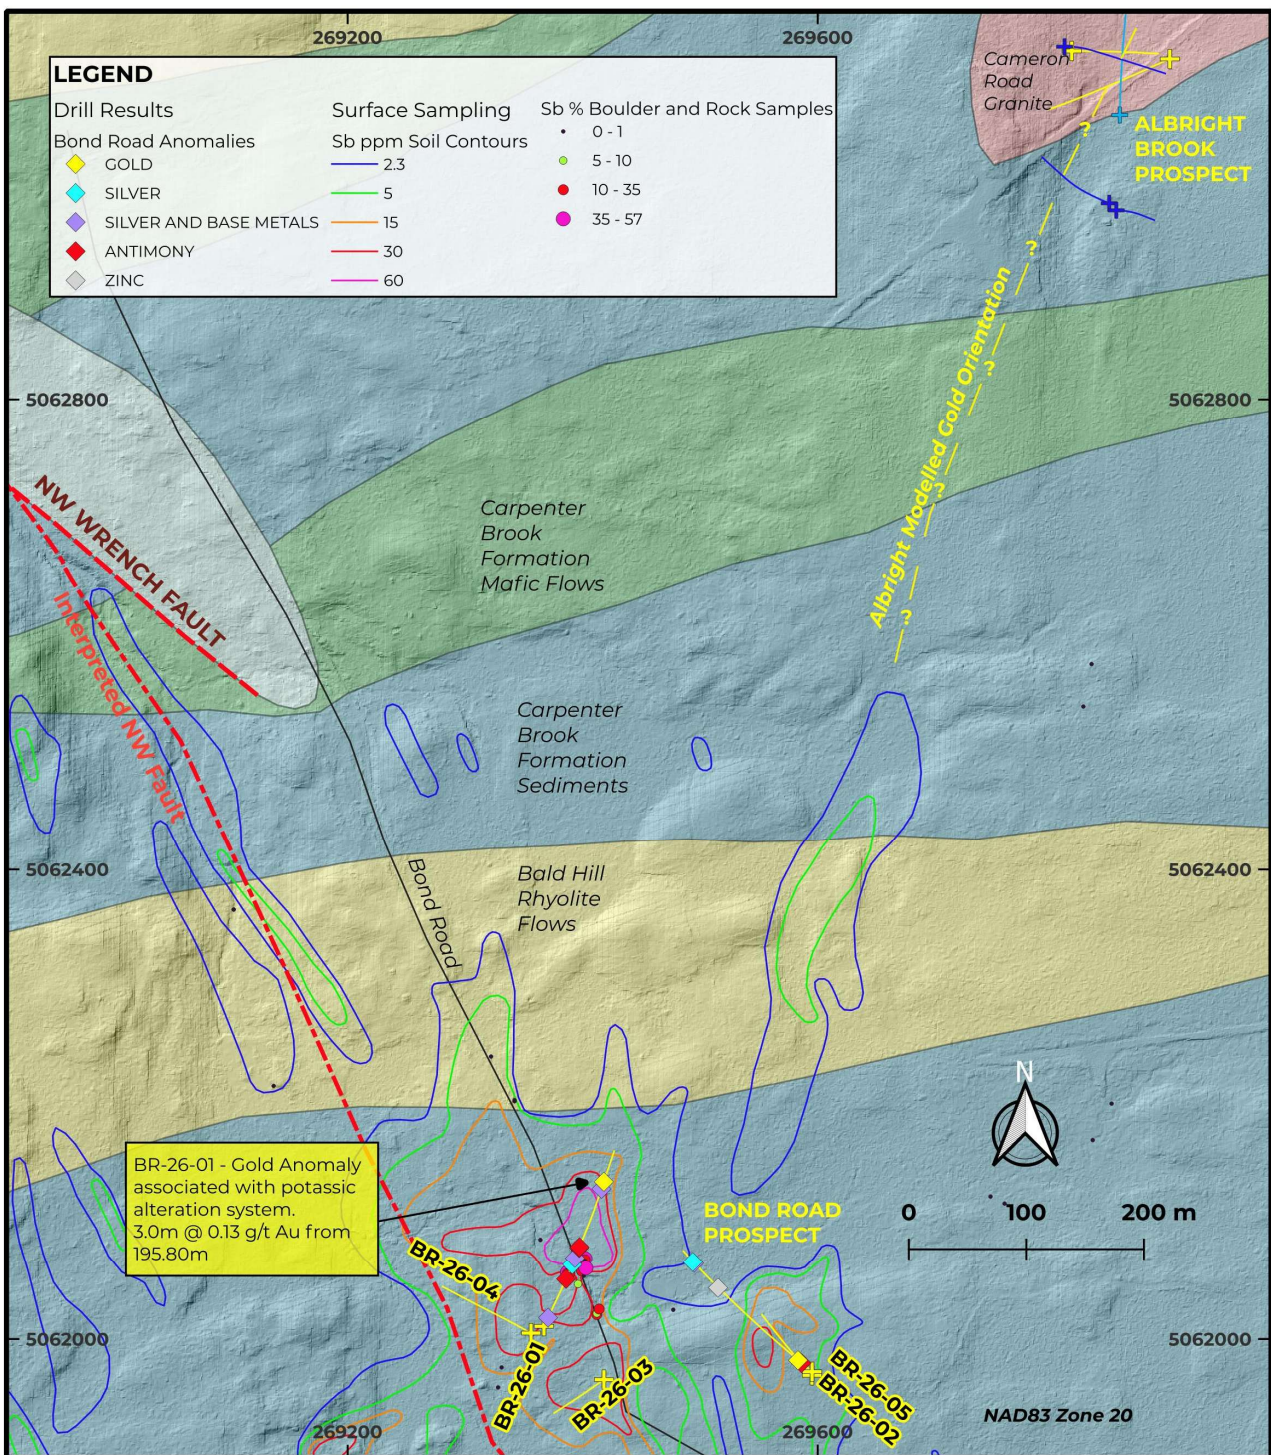 269200
269600
LEGEND
Drill Results
Bond Road Anomalies
GOLD
SILVER
SILVER AND BASE METALS
ANTIMONY
ZINC
Surface Sampling
Sb ppm Soil Contours
2.3
5
15
30
60
Sb % Boulder and Rock Samples
0 - 1
5 - 10
10 - 35
35 - 57
Cameron
Road
Granite
ALBRIGHT
BROOK
PROSPECT
?
?
Albright Modelled Gold Orientation
?
?
?
5062800
5062800
NW WRENCH FAULT
Interpreted NW Fault
Carpenter
Brook
Formation
Mafic Flows
Carpenter
Brook
Formation
Sediments
5062400
5062400
Bond Road
Bald Hill
Rhyolite
Flows
N
0
100
200 m
BR-26-01 - Gold Anomaly
associated with potassic
alteration system.
3.0m @ 0.13 g/t Au from
195.80m
BOND ROAD
PROSPECT
BR-26-04
BR-26-01
BR-26-03
BR-26-05
BR-26-02
5062000
5062000
NAD83 Zone 20
269200
269600